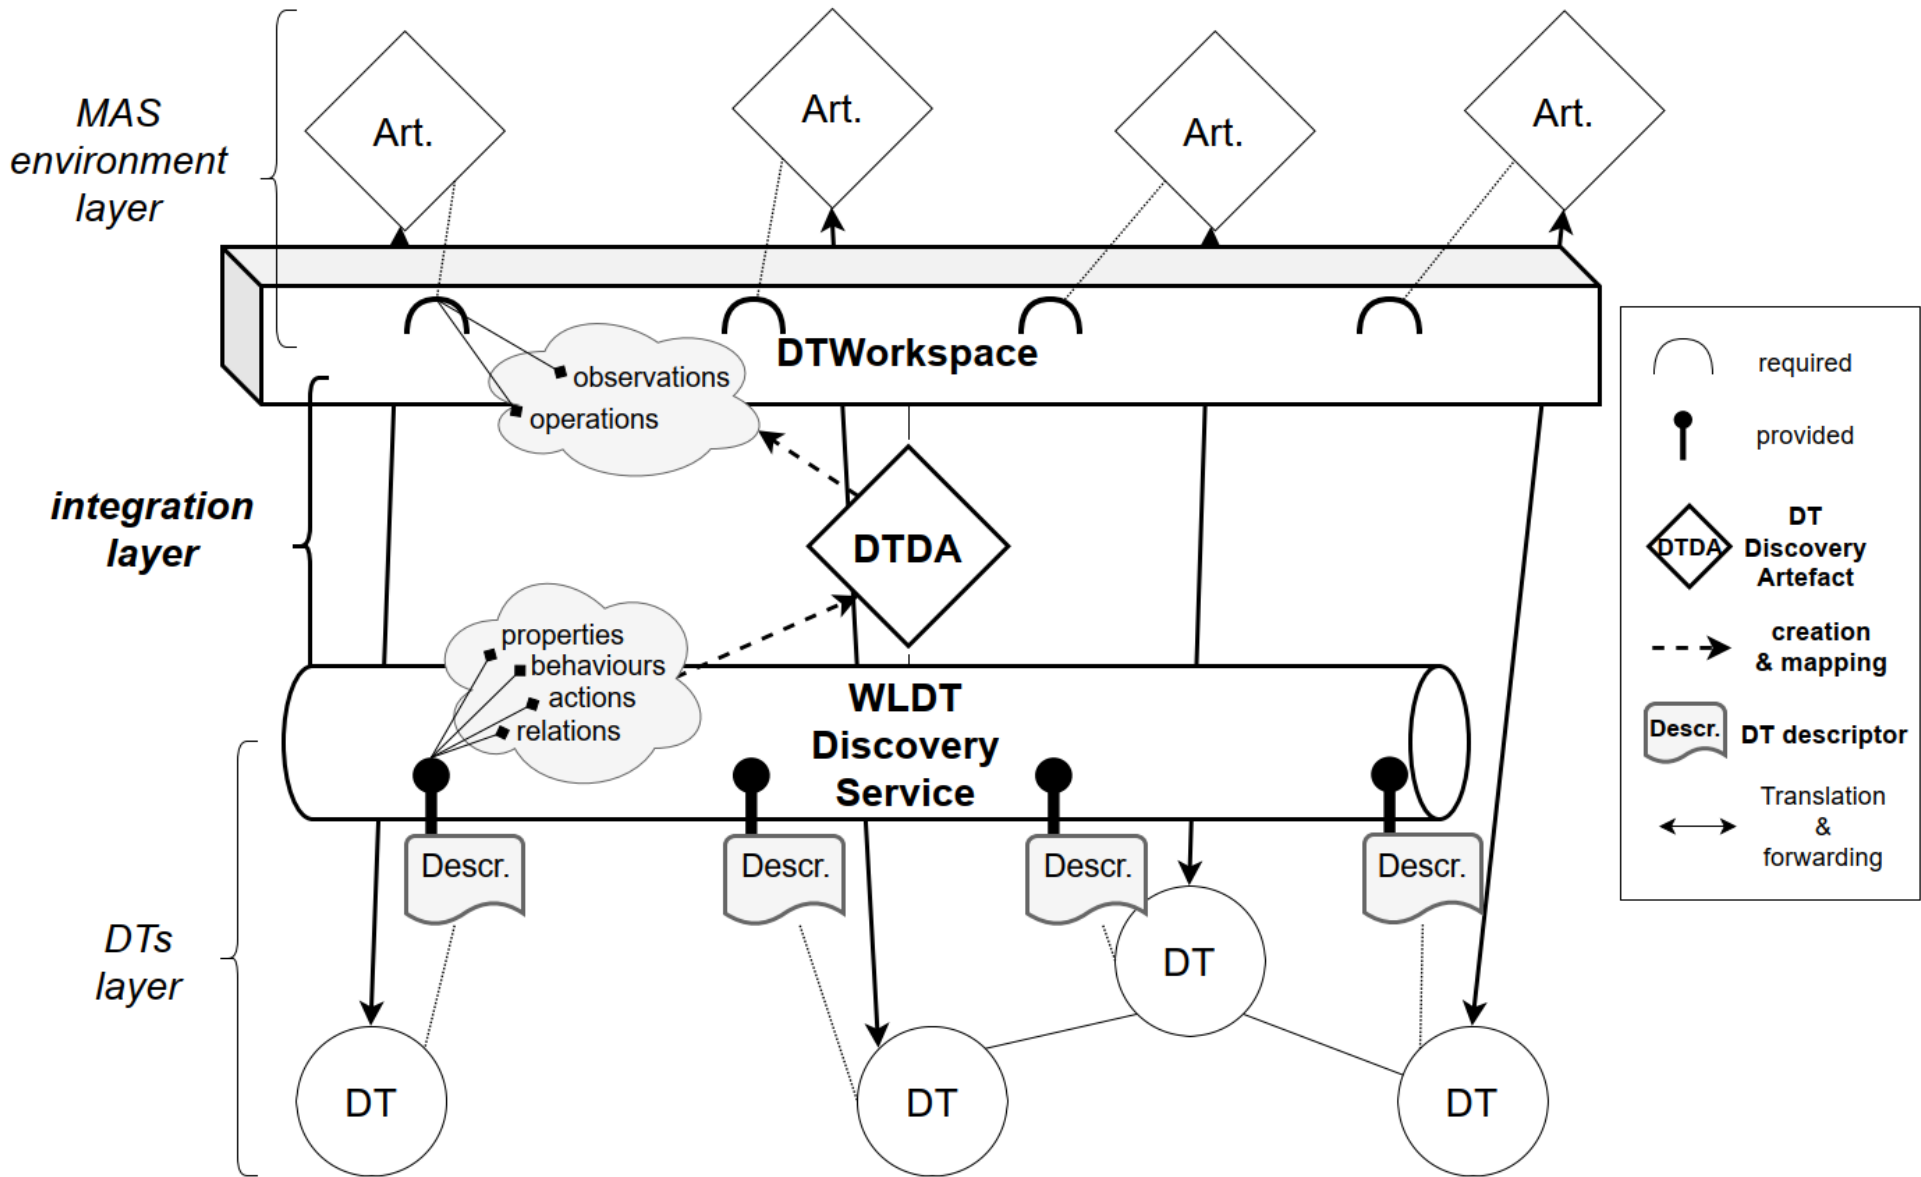 MAS
environment
layer
Art.
Art.
Art.
Art.
DTWorkspace
observations
operations
integration
layer
DTDA
properties
behaviours
actions
relations
WLDT
Discovery
Service
Descr.
Descr.
Descr.
Descr.
DTs
layer
DT
DT
DT
DT
required
provided
DTDA
DT
Discovery
Artefact
creation
& mapping
Descr.
DT descriptor
Translation
&
forwarding